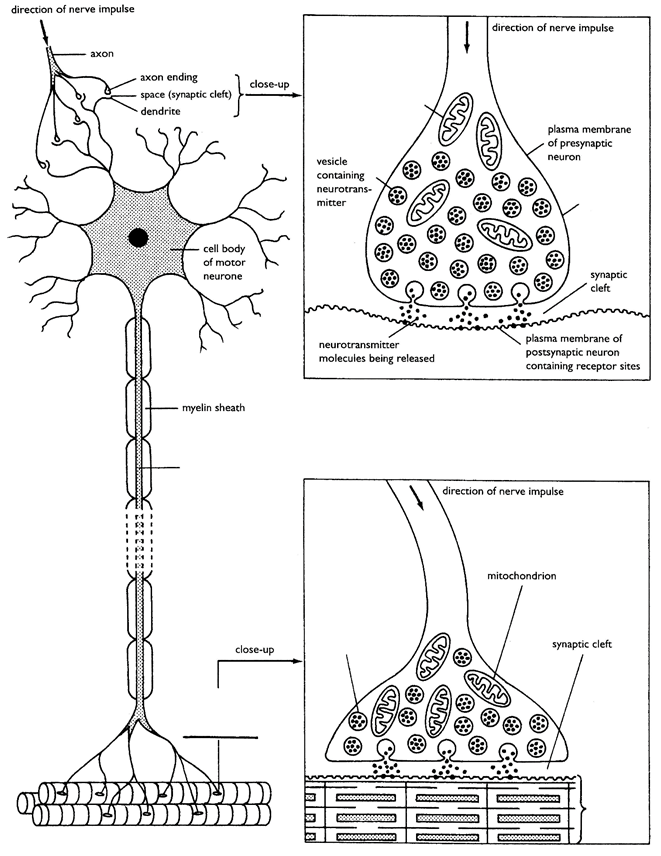 direction of nerve impulse
axon
axon ending
space (synaptic cleft)
dendrite
close-up
cell body
of motor
neurone
myelin sheath
close-up
direction of nerve impulse
plasma membrane
of presynaptic
neuron
vesicle
containing
neurotrans-
mitter
synaptic
cleft
neurotransmitter
molecules being released
plasma membrane of
postsynaptic neuron
containing receptor sites
direction of nerve impulse
mitochondrion
synaptic cleft